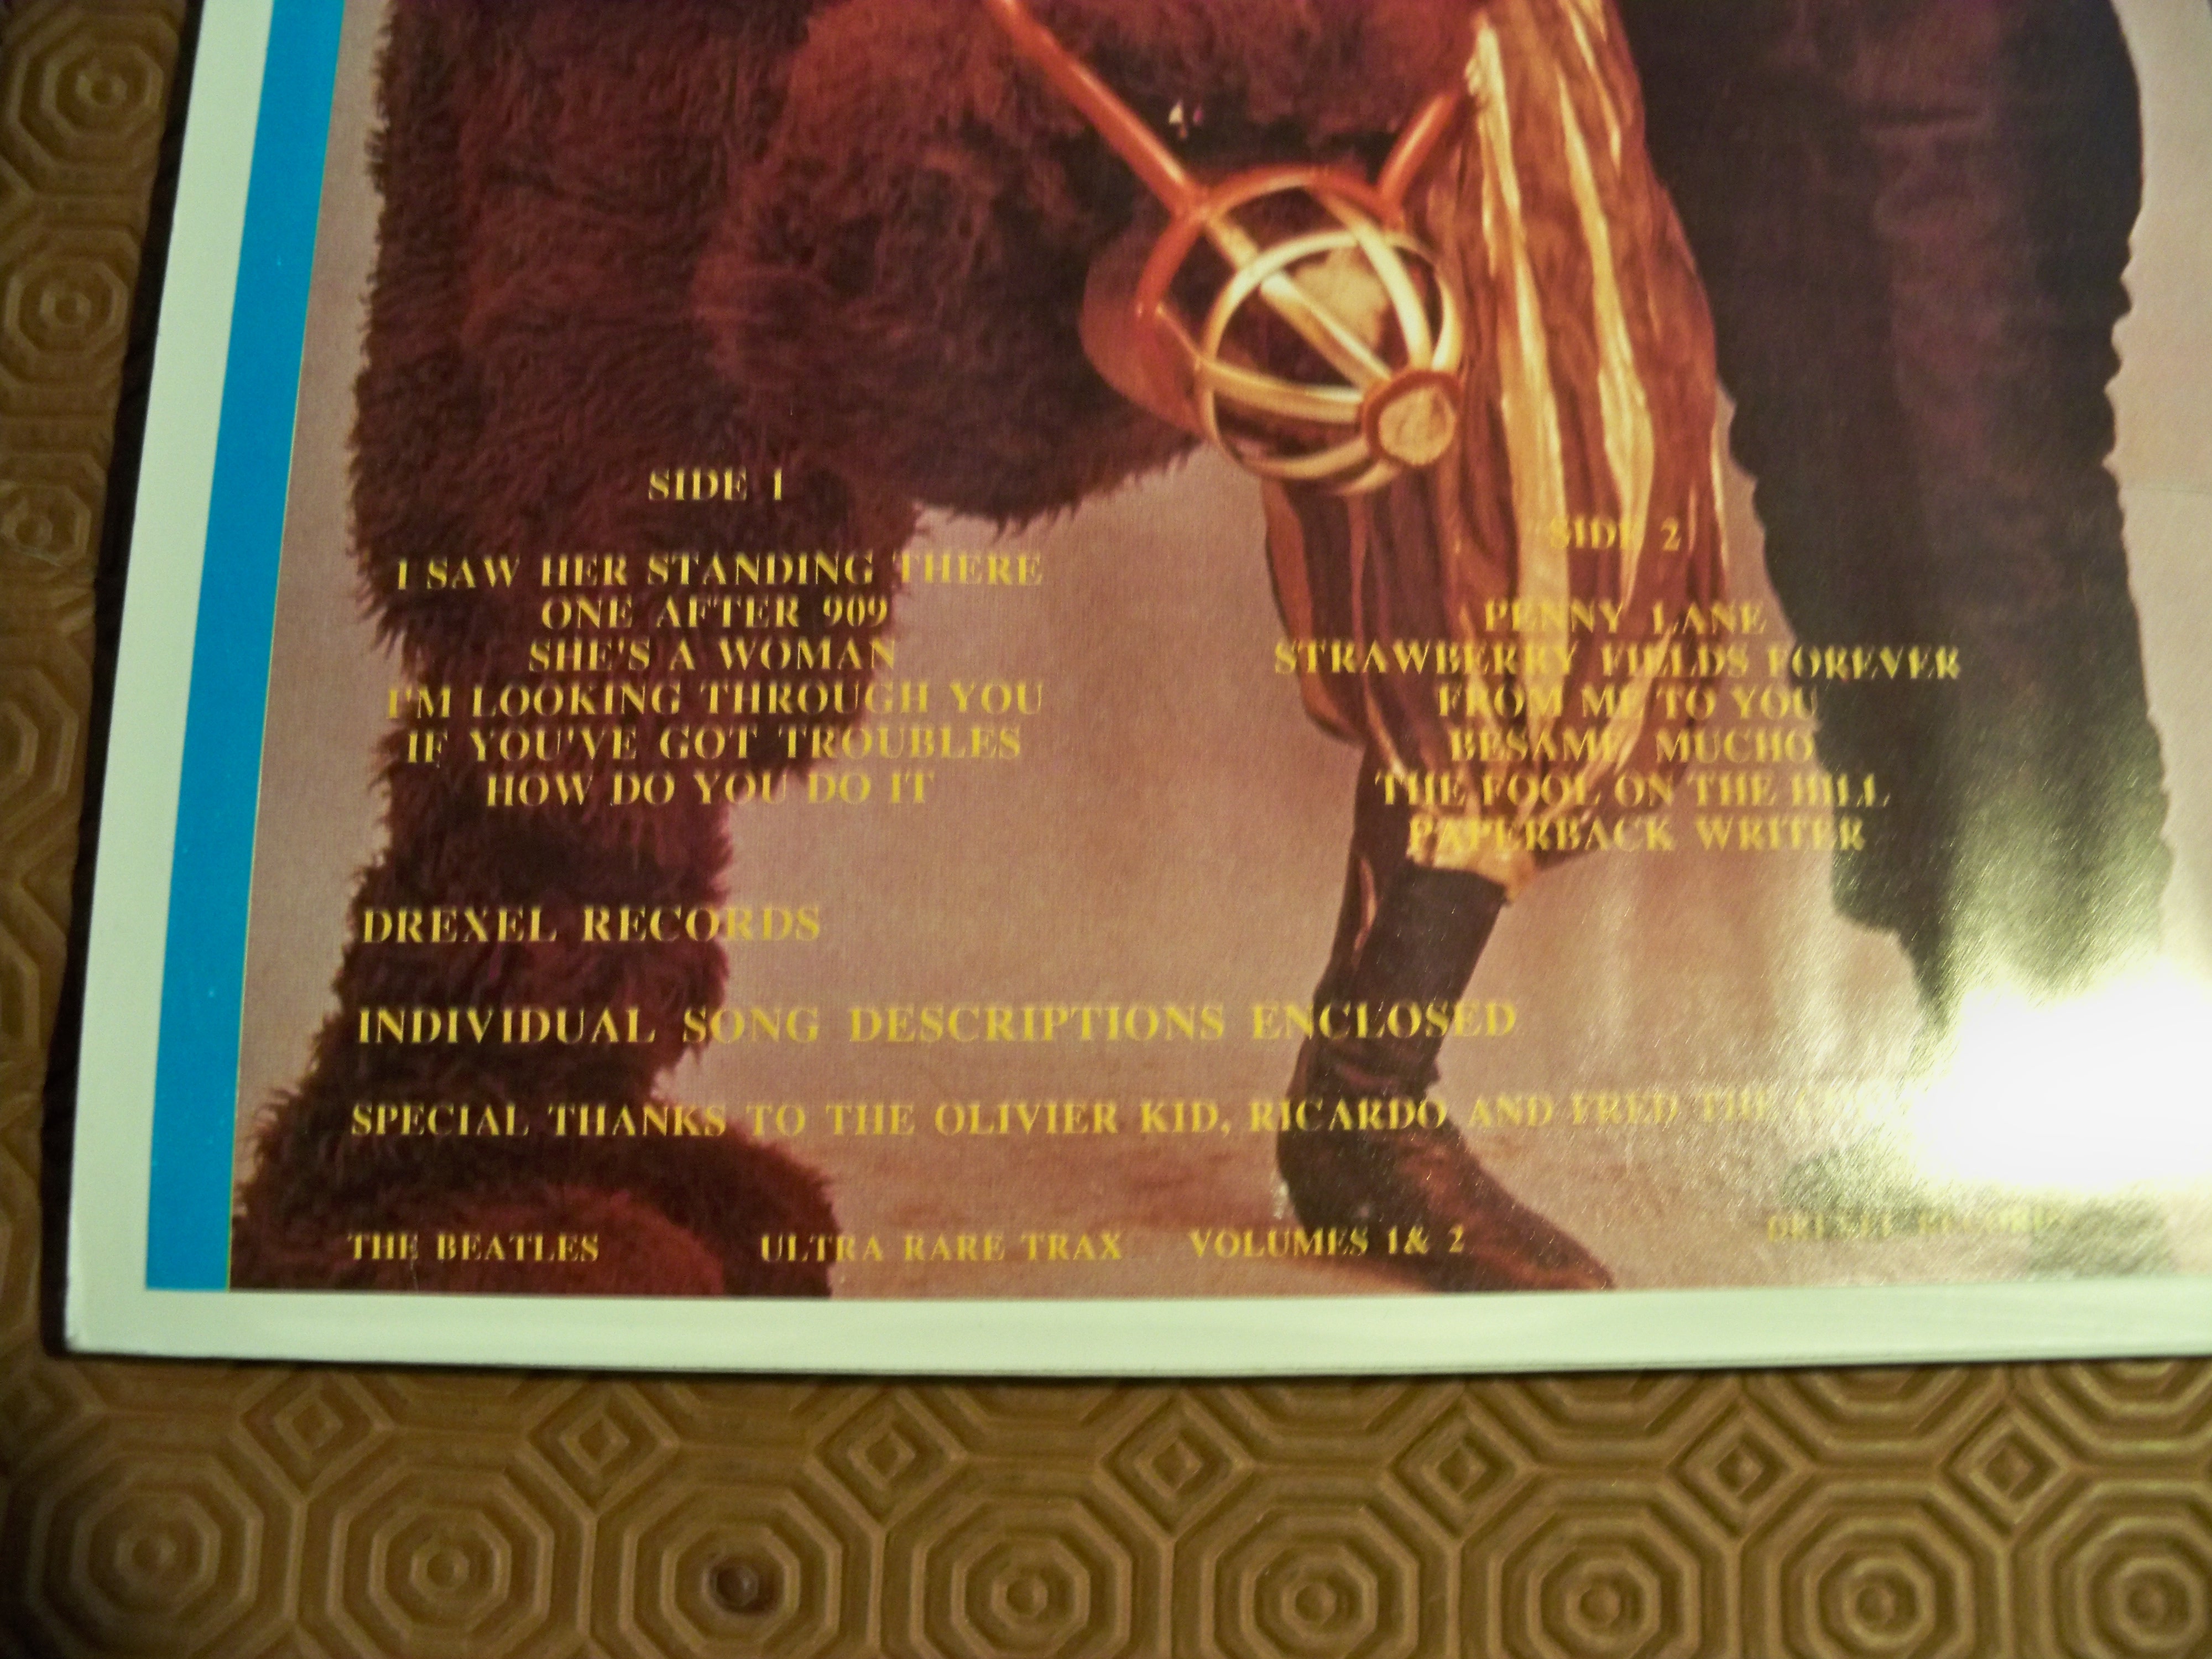 SIDE 1
I SAW HER STANDING THERE
ONE AFTER 909
SHE'S A WOMAN
I'M LOOKING THROUGH YOU
IF YOU'VE GOT TROUBLES
HOW DO YOU DO IT
SIDE 2
PENNY LANE
STRAWBERRY FIELDS FOREVER
FROM ME TO YOU
BESAME MUCHO
THE FOOL ON THE HILL
PAPERBACK WRITER
DREXEL RECORDS
INDIVIDUAL SONG DESCRIPTIONS ENCLOSED
SPECIAL THANKS TO THE OLIVIER KID, RICARDO AND FRED THE
THE BEATLES ULTRA RARE TRAX VOLUMES 1& 2 DREXEL RECORDS